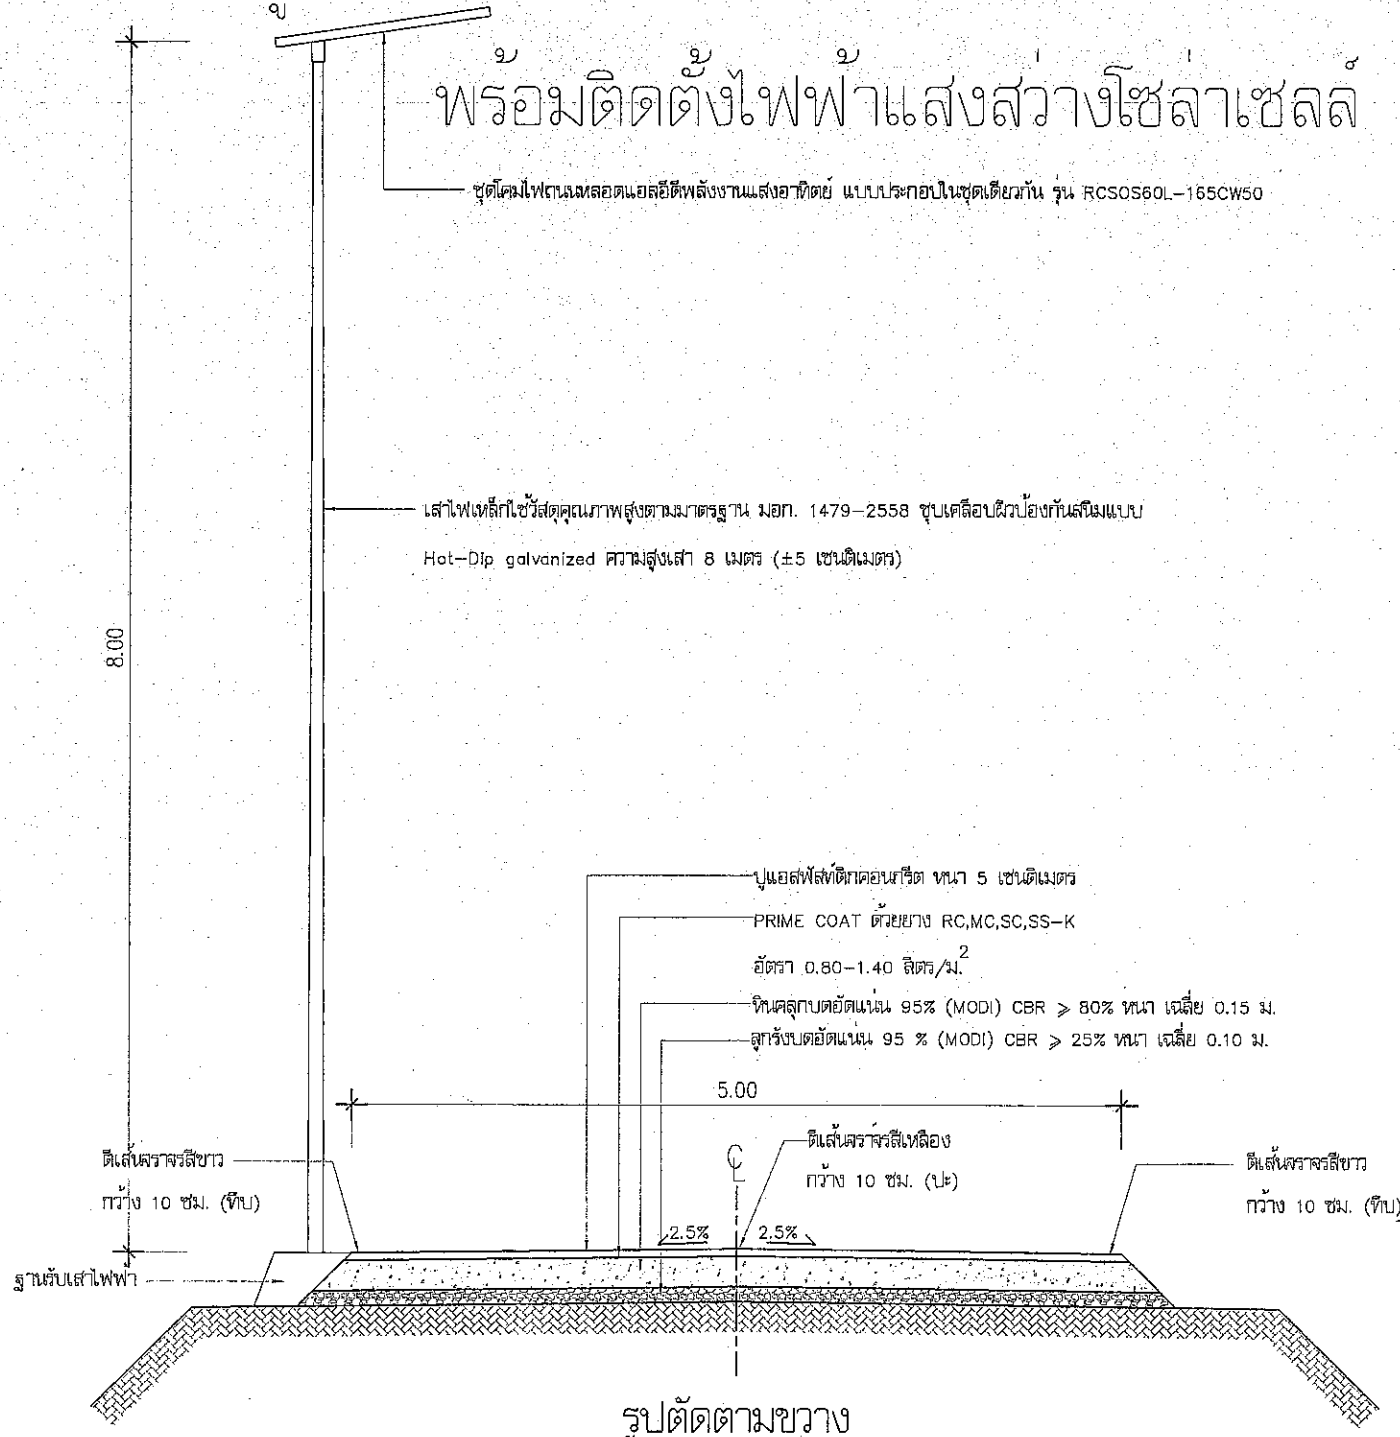 พร้อมติดตั้งไฟฟ้าแสงสว่างโซล่าเซลล์
ชุดโคมไฟถนนหลอดแอลอีดีพลังงานแสงอาทิตย์ แบบประกอบในชุดเดียวกัน รุ่น RCSOS60L-165CW50
เสาไฟเหล็กใช้วัสดุคุณภาพสูงตามมาตรฐาน มอก. 1479-2558 ชุบเคลือบผิวป้องกันสนิมแบบ
Hot-Dip galvanized ความสูงเสา 8 เมตร (±5 เซนติเมตร)
8.00
ปูแอสฟัสท์ติกคอนกรีต หนา 5 เซนติเมตร
PRIME COAT ด้วยยาง RC,MC,SC,SS-K
อัตรา 0.80-1.40 ลิตร/ม.²
หินคลุกบดอัดแน่น 95% (MODI) CBR ⩾ 80% หนา เฉลี่ย 0.15 ม.
ลูกรังบดอัดแน่น 95 % (MODI) CBR ⩾ 25% หนา เฉลี่ย 0.10 ม.
5.00
ตีเส้นจราจรสีขาว
กว้าง 10 ซม. (ทึบ)
ตีเส้นจราจรสีเหลือง
กว้าง 10 ซม. (ปะ)
ตีเส้นจราจรสีขาว
กว้าง 10 ซม. (ทึบ)
℄
2.5% 2.5%
ฐานรับเสาไฟฟ้า
รูปตัดตามขวาง